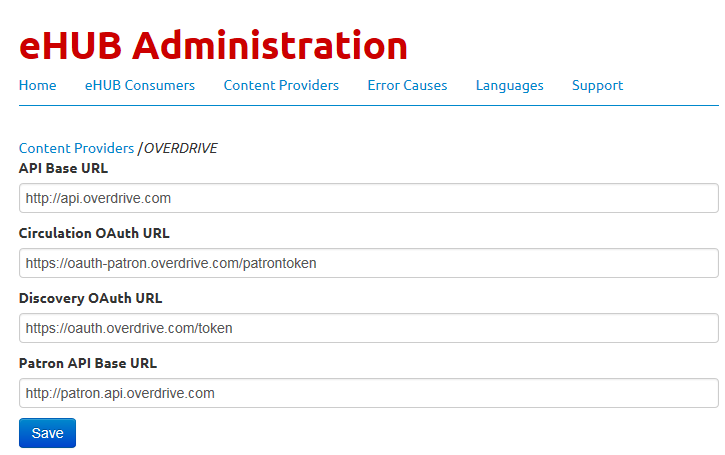 eHUB Administration
Home eHUB Consumers Content Providers Error Causes Languages Support
Content Providers /OVERDRIVE
API Base URL
http://api.overdrive.com
Circulation OAuth URL
https://oauth-patron.overdrive.com/patrontoken
Discovery OAuth URL
https://oauth.overdrive.com/token
Patron API Base URL
http://patron.api.overdrive.com
Save